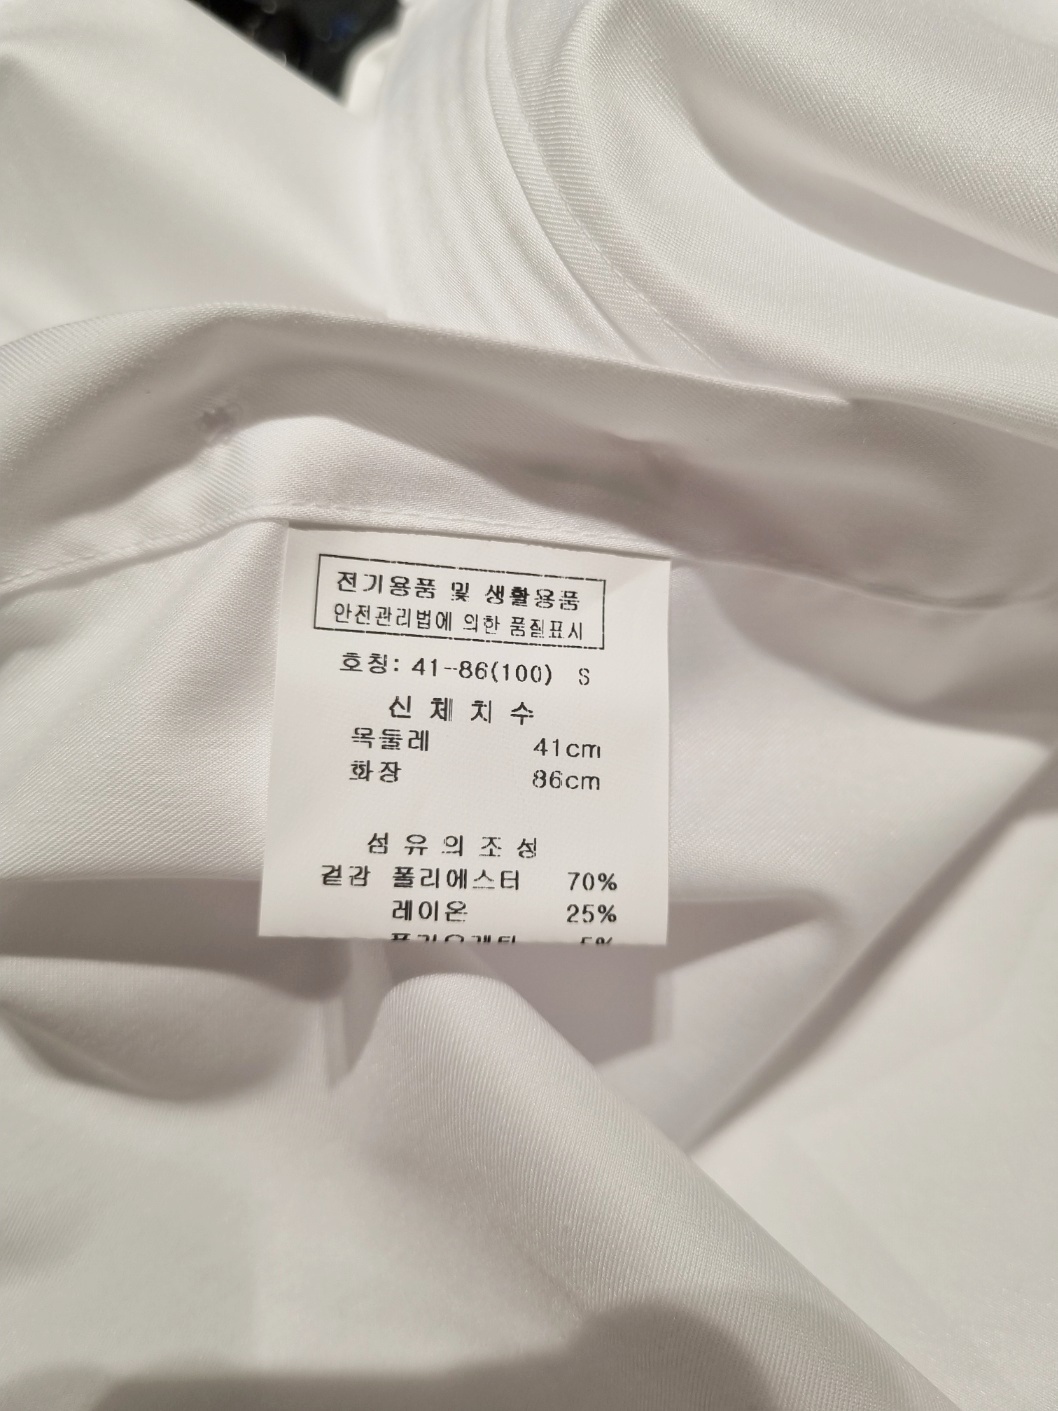 전기용품 및 생활용품
안전관리법에 의한 품질표시
호칭: 41--86(100) S
신 체 치 수
목둘레 41cm
화장 86cm
섬 유 의 조 성
겉감 폴리에스터 70%
레이온 25%
5%